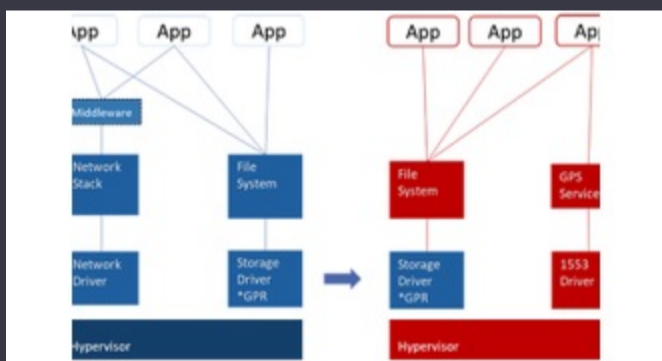 App App App App App App
Middleware
Network Stack
File System
File System
GPS Service
Network Driver
Storage Driver *GPR
Storage Driver *GPR
1553 Driver
Hypervisor Hypervisor